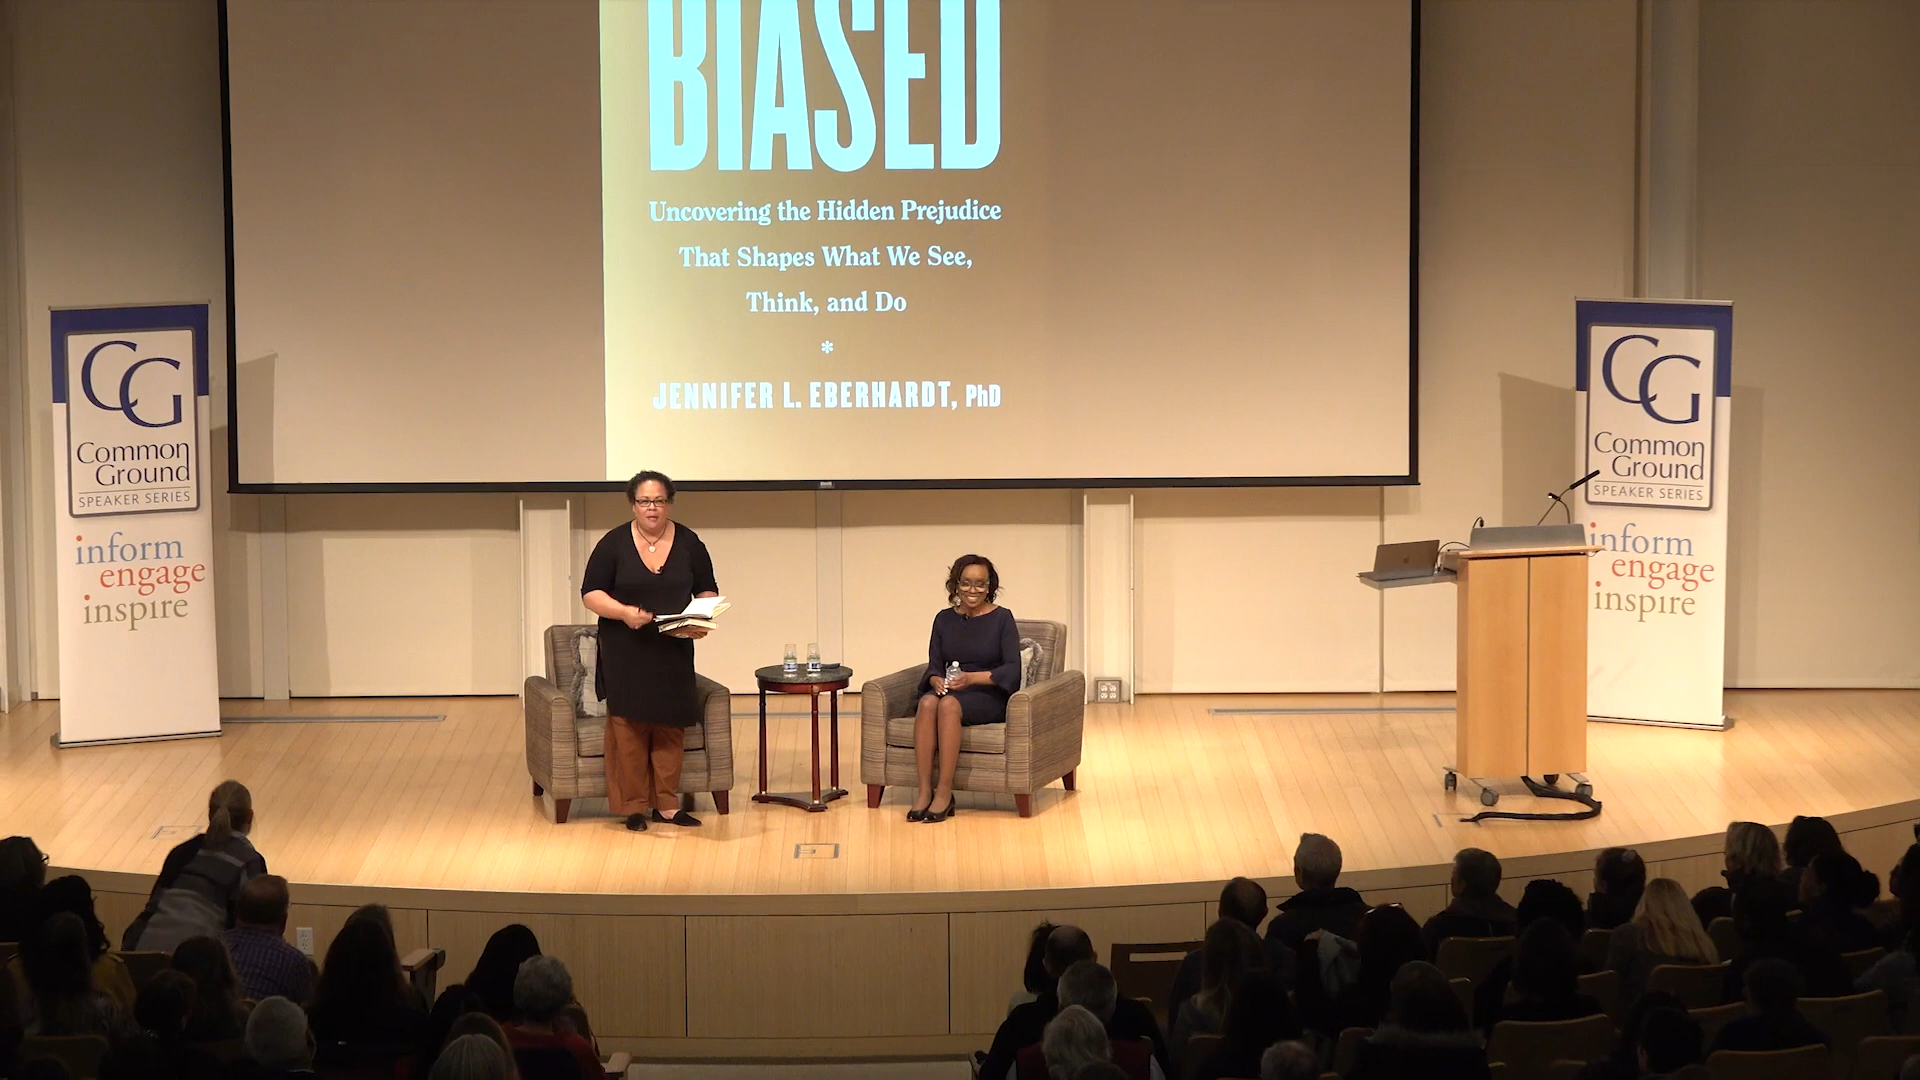 BIASED
Uncovering the Hidden Prejudice
That Shapes What We See,
Think, and Do
*
JENNIFER L. EBERHARDT, PhD
CG
Common
Ground
SPEAKER SERIES
inform
engage
inspire
CG
Common
Ground
SPEAKER SERIES
inform
engage
inspire